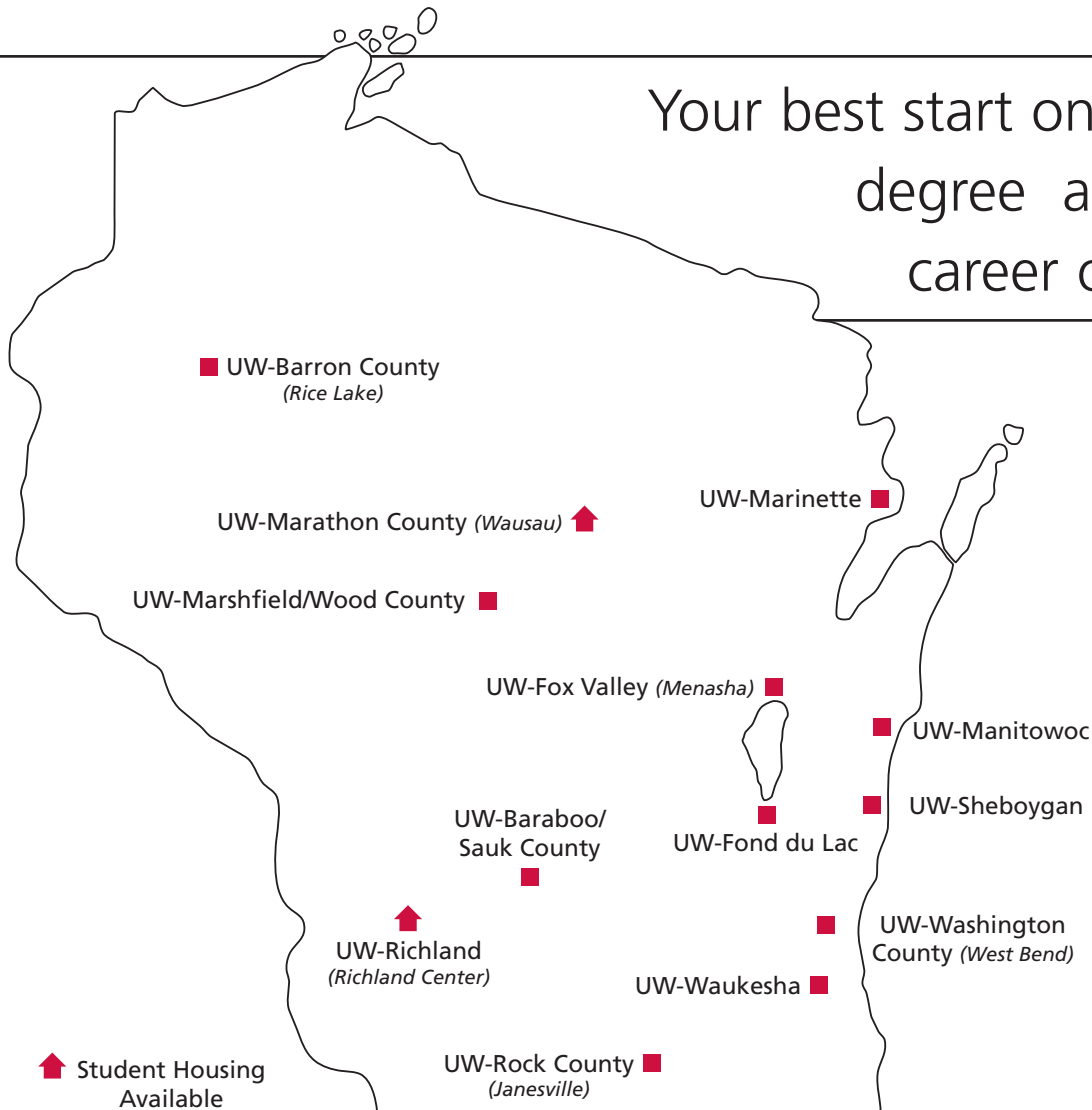 Your best start on
degree a
career
UW-Barron County
(Rice Lake)
UW-Marinette
UW-Marathon County (Wausau)
UW-Marshfield/Wood County
UW-Fox Valley (Menasha)
UW-Manitowoc
UW-Sheboygan
UW-Baraboo/
Sauk County
UW-Fond du Lac
UW-Richland
(Richland Center)
UW-Washington
County (West Bend)
UW-Waukesha
UW-Rock County
(Janesville)
Student Housing
Available